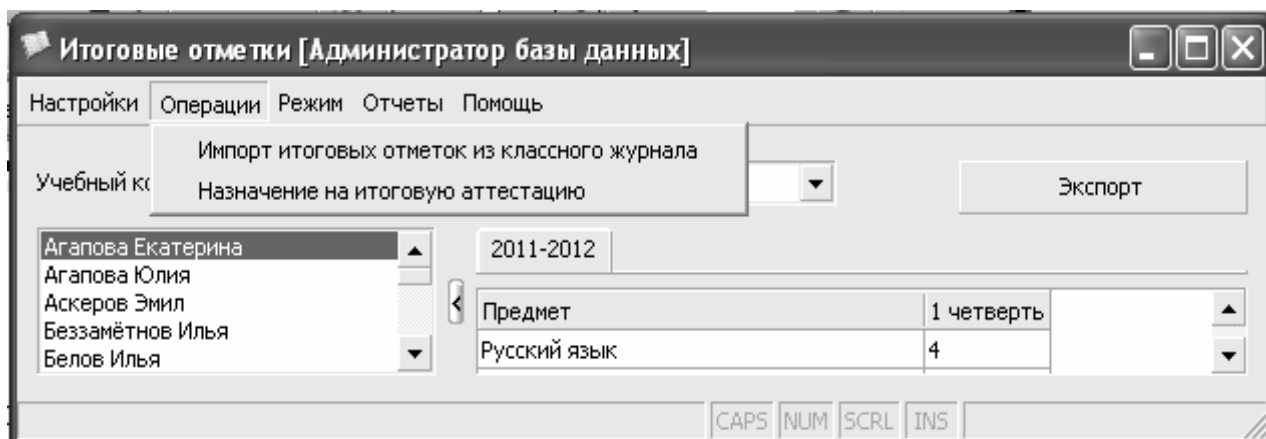 Итоговые отметки [Администратор базы данных]
Настройки Операции Режим Отчеты Помощь
Импорт итоговых отметок из классного журнала
Учебный
Назначение на итоговую аттестацию
Экспорт
Агапова Екатерина
Агапова Юлия
Аскеров Эмил
Беззамётнов Илья
Белов Илья
2011-2012
Предмет 1 четверть
Русский язык 4
CAPS NUM SCRL INS